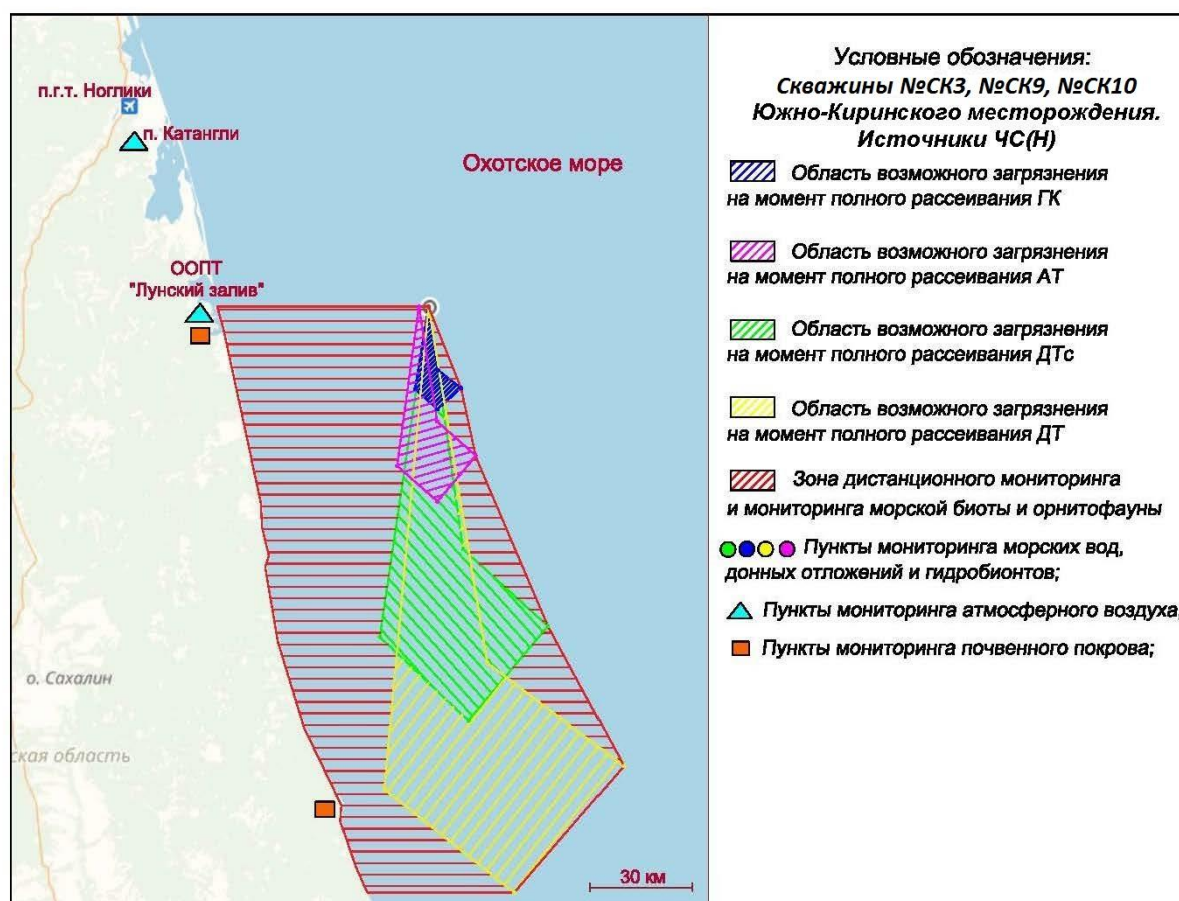 п.г.т. Ноглики
п. Катангли
Охотское море
ООПТ
"Лунский залив"
о. Сахалин
ская область
30 км
Условные обозначения:
Скважины №СК3, №СК9, №СК10
Южно-Киринского месторождения.
Источники ЧС(Н)
Область возможного загрязнения
на момент полного рассеивания ГК
Область возможного загрязнения
на момент полного рассеивания АТ
Область возможного загрязнения
на момент полного рассеивания ДТс
Область возможного загрязнения
на момент полного рассеивания ДТ
Зона дистанционного мониторинга
и мониторинга морской биоты и орнитофауны
Пункты мониторинга морских вод,
донных отложений и гидробионтов;
Пункты мониторинга атмосферного воздуха;
Пункты мониторинга почвенного покрова;